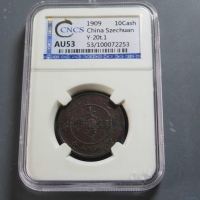 CNCS
1909 10Cash
China Szechuan
Y-20t.1
AU53 53/100072253